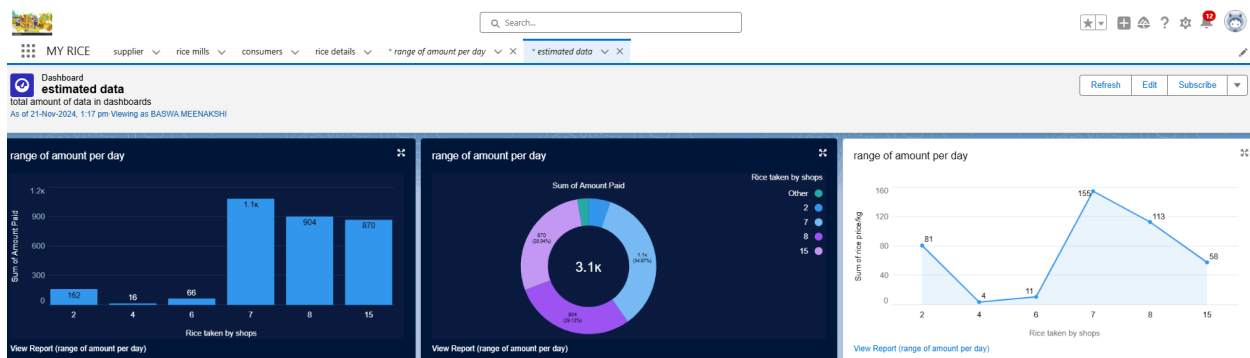 Search...
12
MY RICE
supplier
rice mills
consumers
rice details
* range of amount per day
* estimated data
Dashboard
estimated data
total amount of data in dashboards
As of 21-Nov-2024, 1:17 pm·Viewing as BASWA MEENAKSHI
Refresh
Edit
Subscribe
range of amount per day
Sum of Amount Paid
1.2K
900
600
300
0
162
16
66
1.1K
904
870
2
4
6
7
8
15
Rice taken by shops
View Report (range of amount per day)
range of amount per day
Sum of Amount Paid
3.1K
1.1K
(34.97%)
904
(29.13%)
870
Rice taken by shops
Other
2
7
8
15
View Report (range of amount per day)
range of amount per day
Sum of rice price/kg
160
120
80
40
0
81
4
11
155
113
58
2
4
6
7
8
15
Rice taken by shops
View Report (range of amount per day)